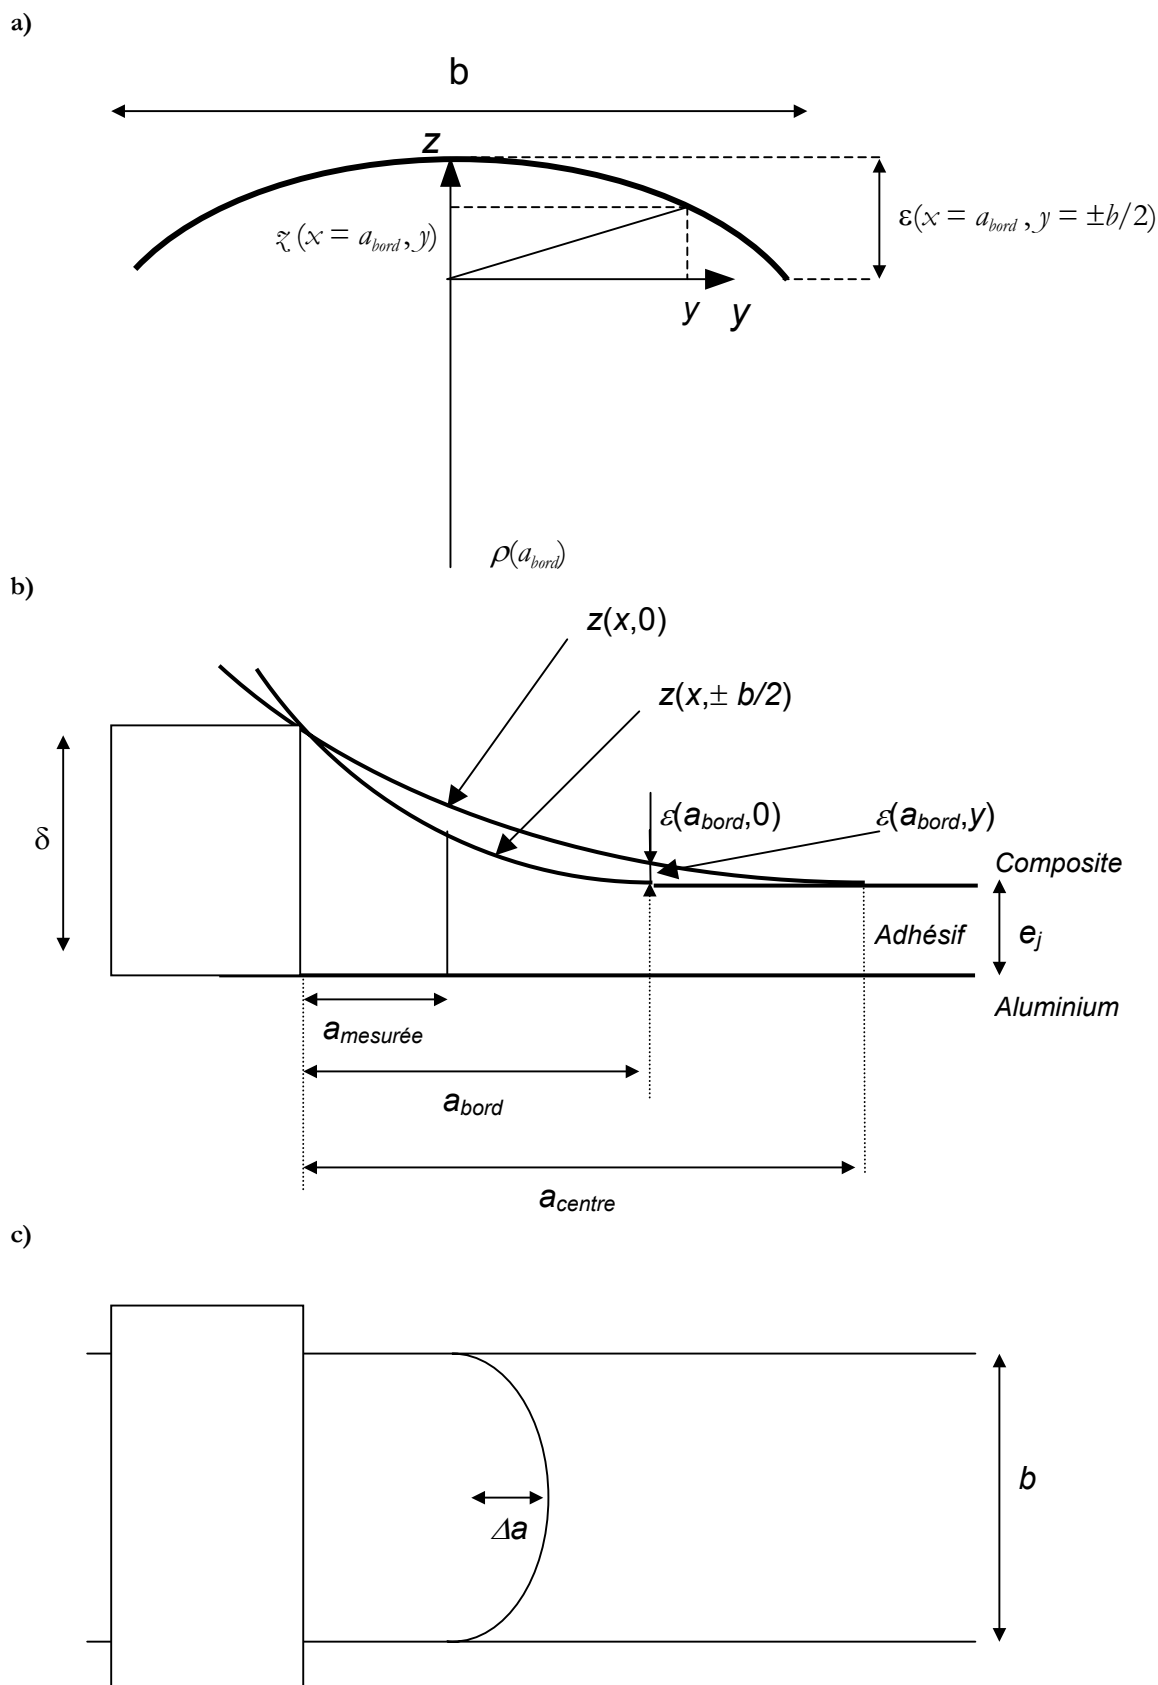 a)
b
z
z (x = a_bord, y)
ε(x = a_bord, y = ±b/2)
y
y
ρ(a_bord)
b)
z(x,0)
z(x,± b/2)
ε(a_bord,0)
ε(a_bord,y)
δ
Composite
Adhésif
e_j
Aluminium
a_mesurée
a_bord
a_centre
c)
b
Δa